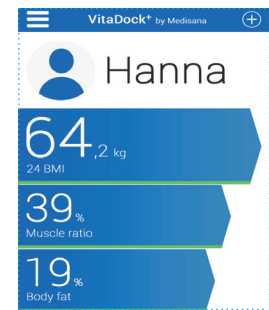 VitaDock+ by Medisana
Hanna
64,2 kg
24 BMI
39%
Muscle ratio
19%
Body fat